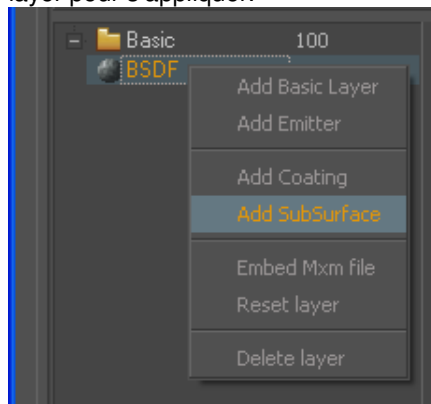 layer pour s'appliquer.
Basic 100
BSDF
Add Basic Layer
Add Emitter
Add Coating
Add SubSurface
Embed Mxm file
Reset layer
Delete layer